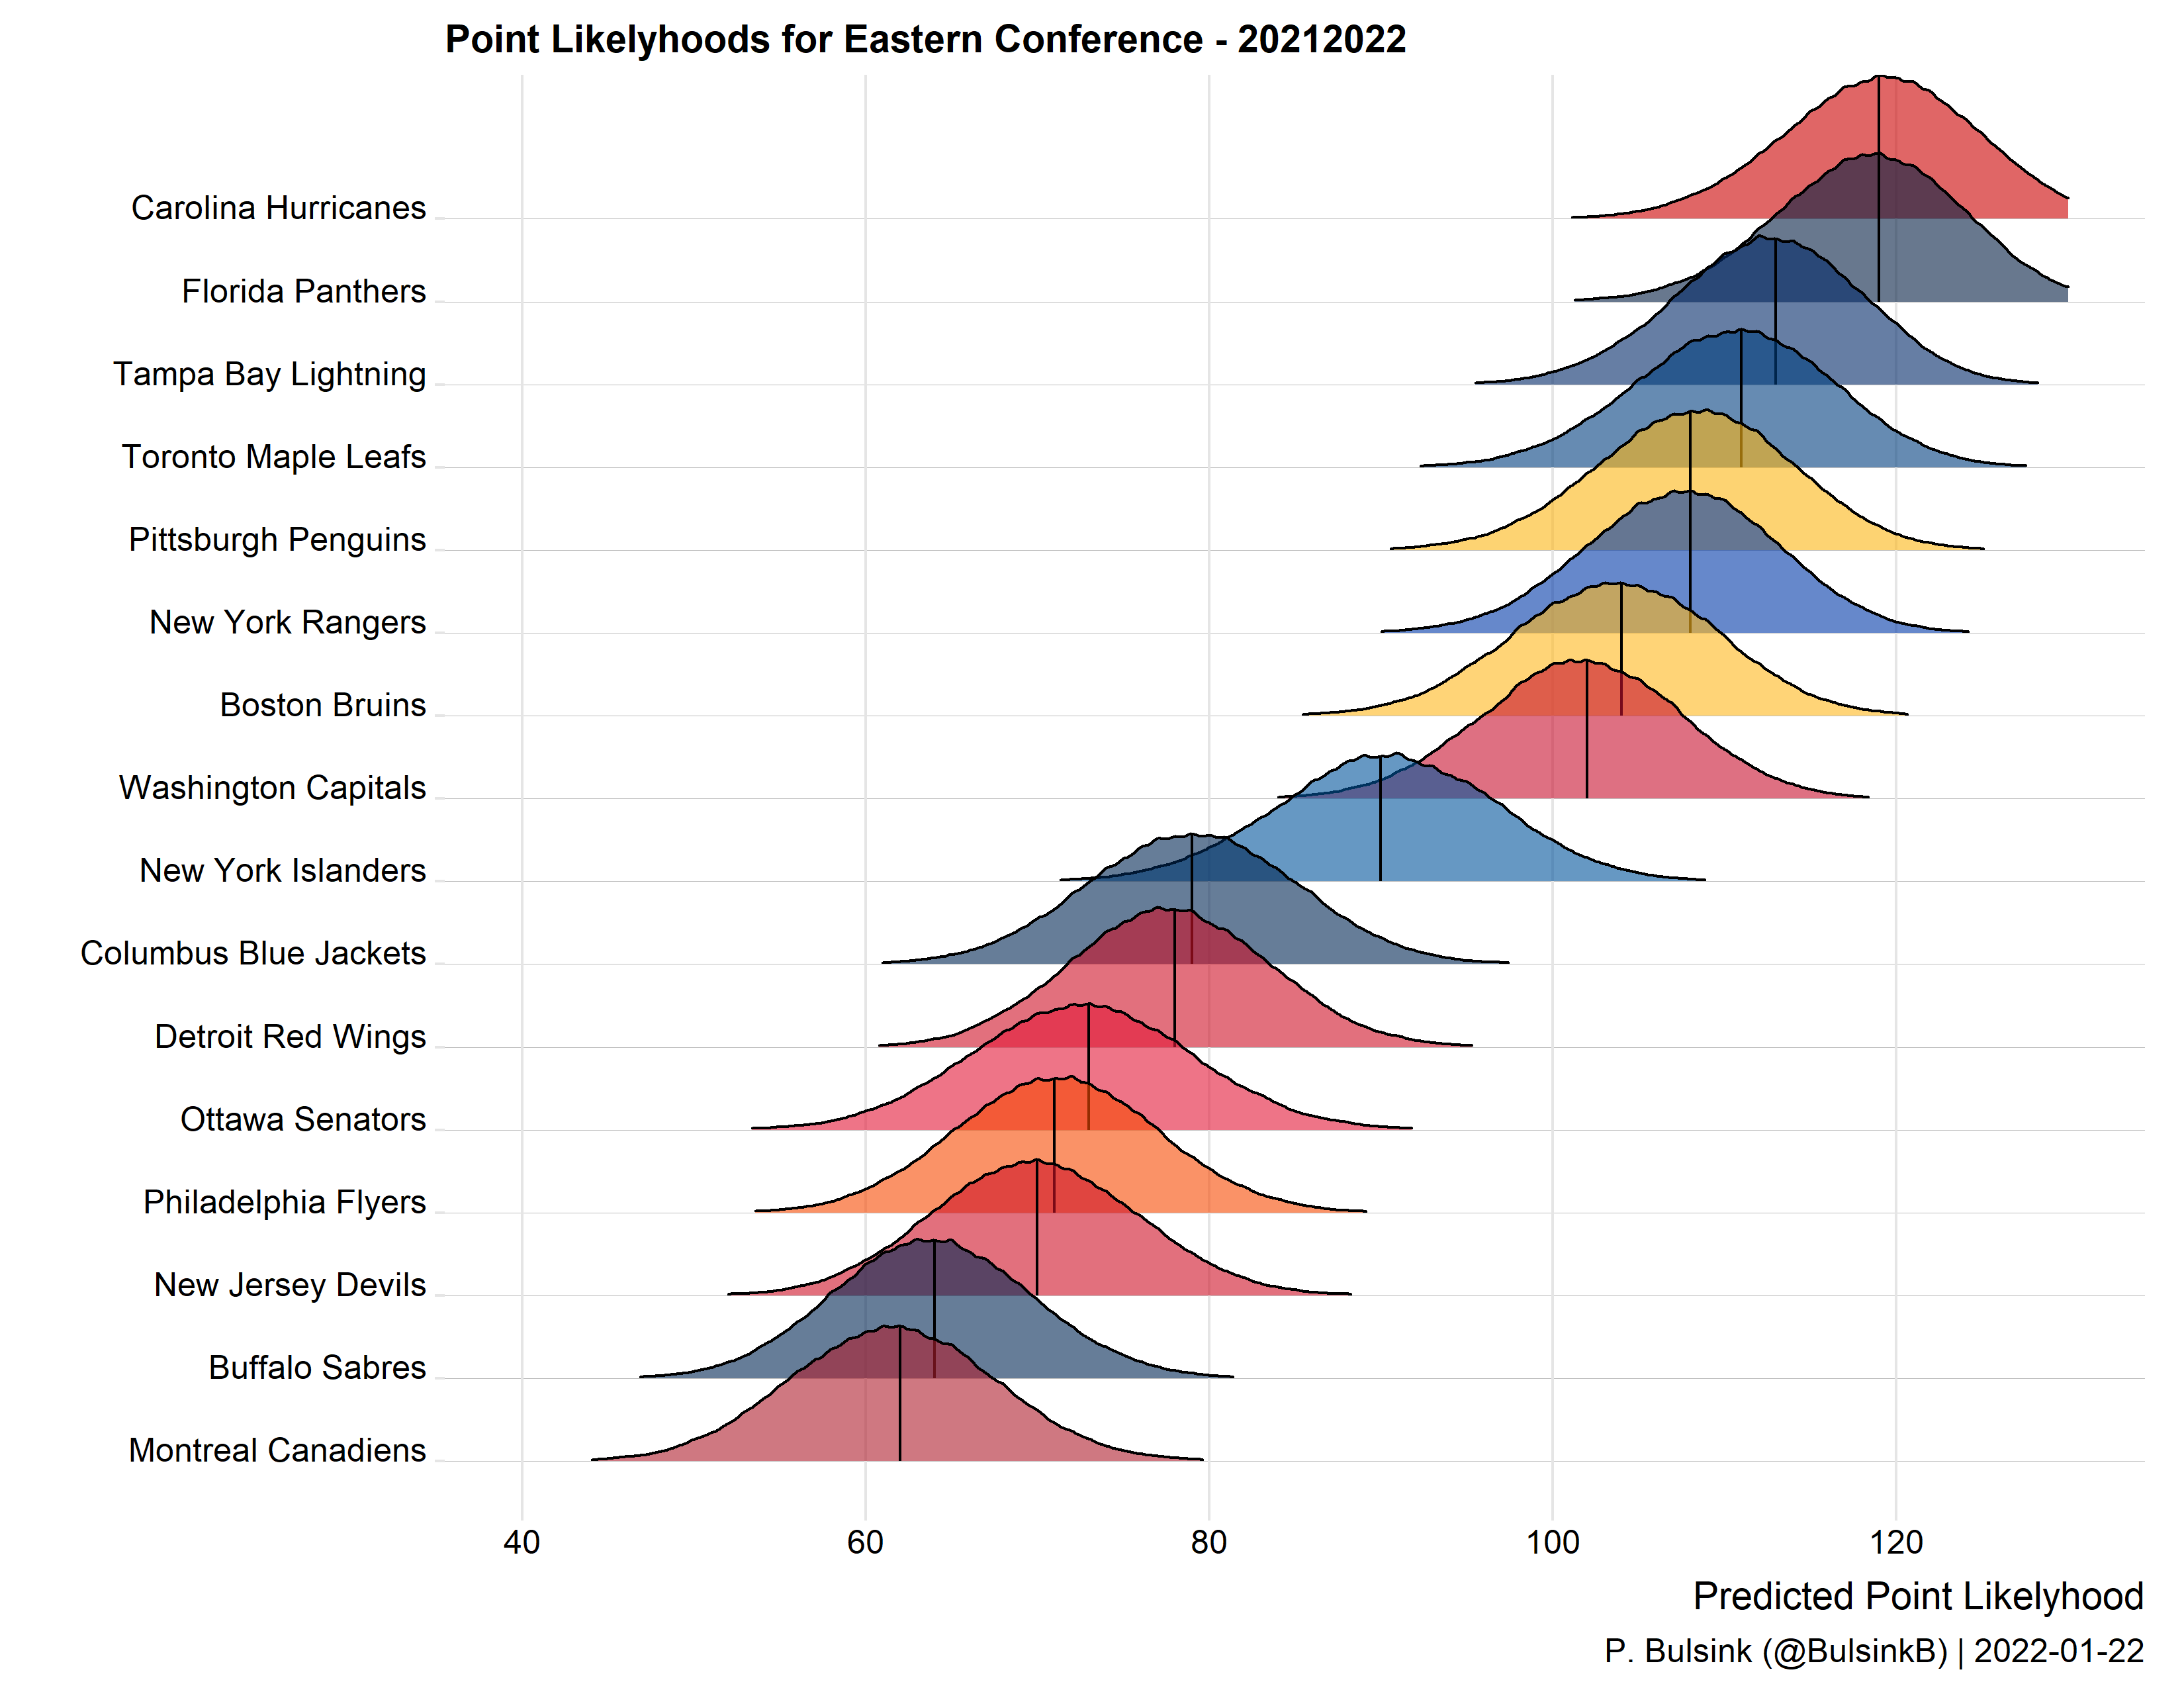 Point Likelyhoods for Eastern Conference - 20212022
Carolina Hurricanes
Florida Panthers
Tampa Bay Lightning
Toronto Maple Leafs
Pittsburgh Penguins
New York Rangers
Boston Bruins
Washington Capitals
New York Islanders
Columbus Blue Jackets
Detroit Red Wings
Ottawa Senators
Philadelphia Flyers
New Jersey Devils
Buffalo Sabres
Montreal Canadiens
40 60 80 100 120
Predicted Point Likelyhood
P. Bulsink (@BulsinkB) | 2022-01-22